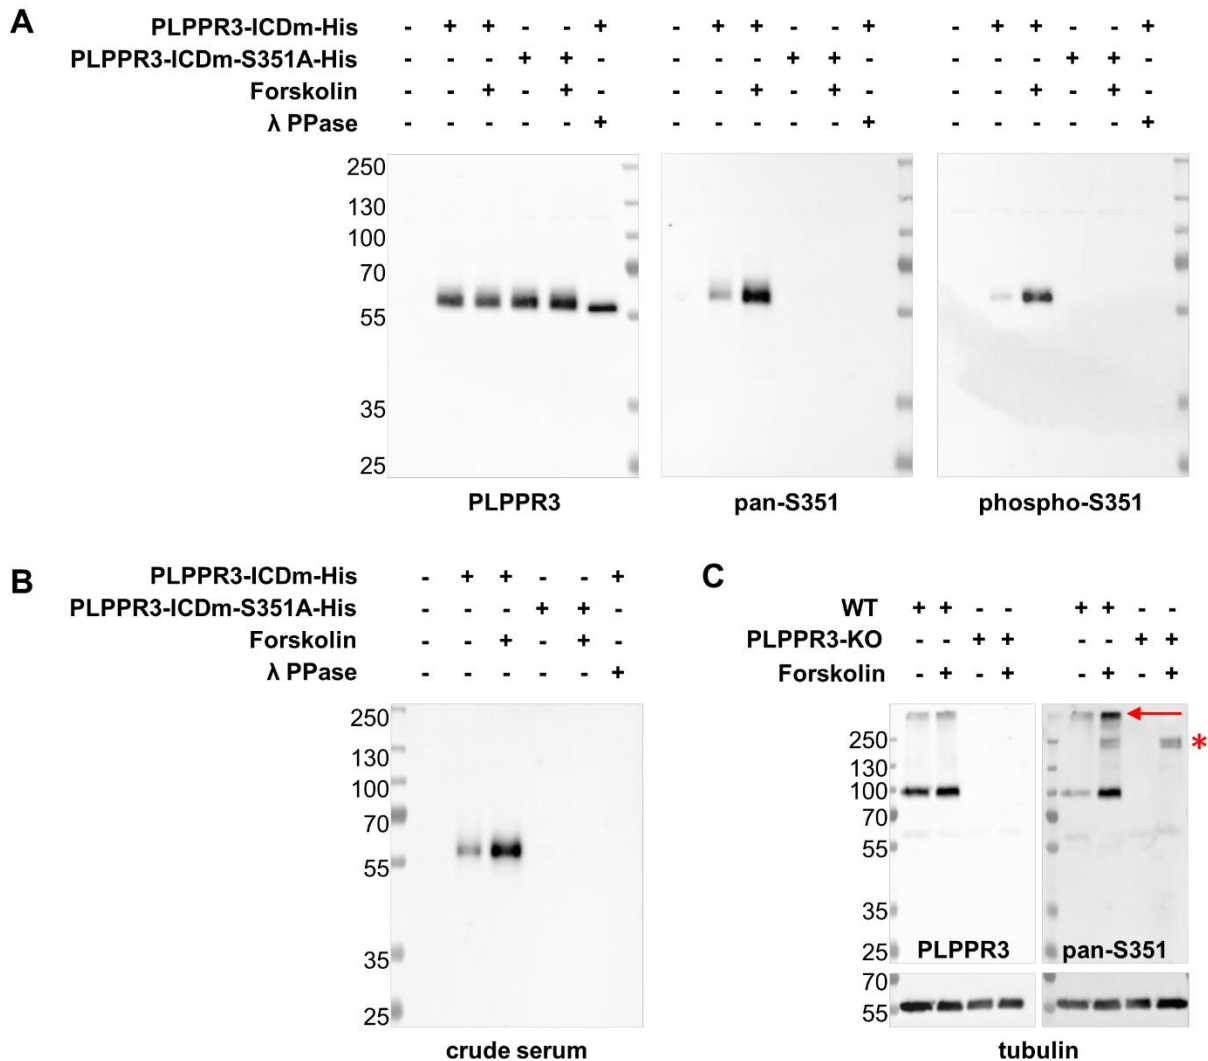 A
PLPPR3-ICDm-His - + + - - + - + + - - + - + + - - +
PLPPR3-ICDm-S351A-His - - - + + - - - - + + - - - - + + -
Forskolin - - + - + - - - + - + - - - + - + -
λ PPase - - - - - + - - - - - + - - - - - +
250
130
100
70
55
35
25
PLPPR3 pan-S351 phospho-S351
B
PLPPR3-ICDm-His - + + - - +
PLPPR3-ICDm-S351A-His - - - + + -
Forskolin - - + - + -
λ PPase - - - - - +
250
130
100
70
55
35
25
crude serum
C
WT + + - - + + - -
PLPPR3-KO - - + + - - + +
Forskolin - + - + - + - +
250
*
130
100
70
55
35
25
PLPPR3 pan-S351
70
55
tubulin